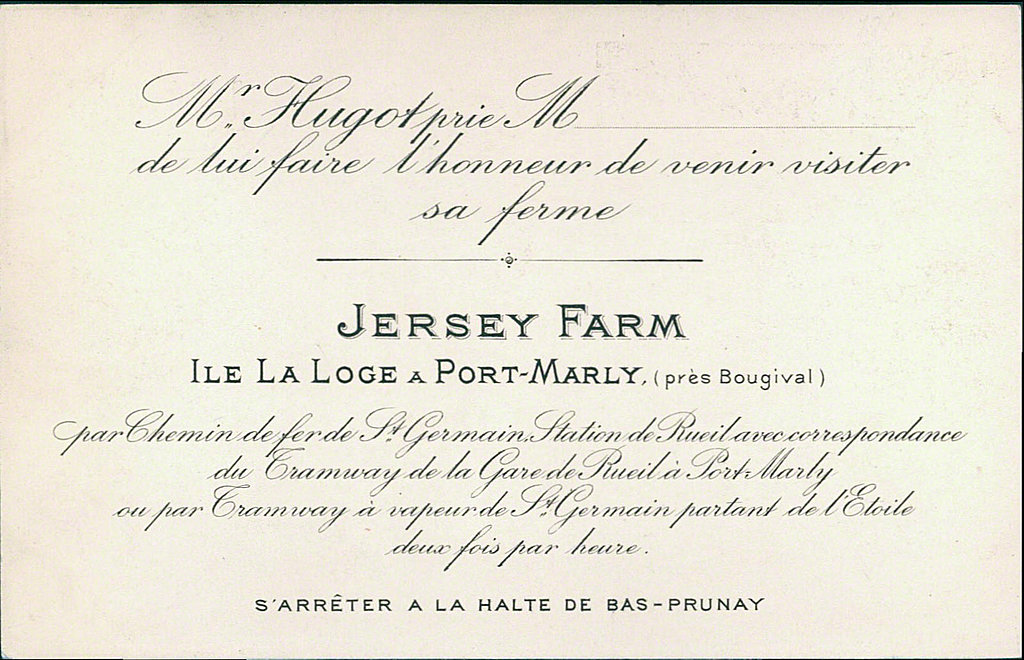 Mr. Hugot prie M
de lui faire l'honneur de venir visiter
sa ferme
JERSEY FARM
ILE LA LOGE A PORT-MARLY, (près Bougival)
par Chemin de fer de St. Germain. Station de Rueil avec correspondance
du Tramway de la Gare de Rueil à Port-Marly
ou par Tramway à vapeur de St. Germain partant de l'Etoile
deux fois par heure.
S'ARRÊTER A LA HALTE DE BAS-PRUNAY